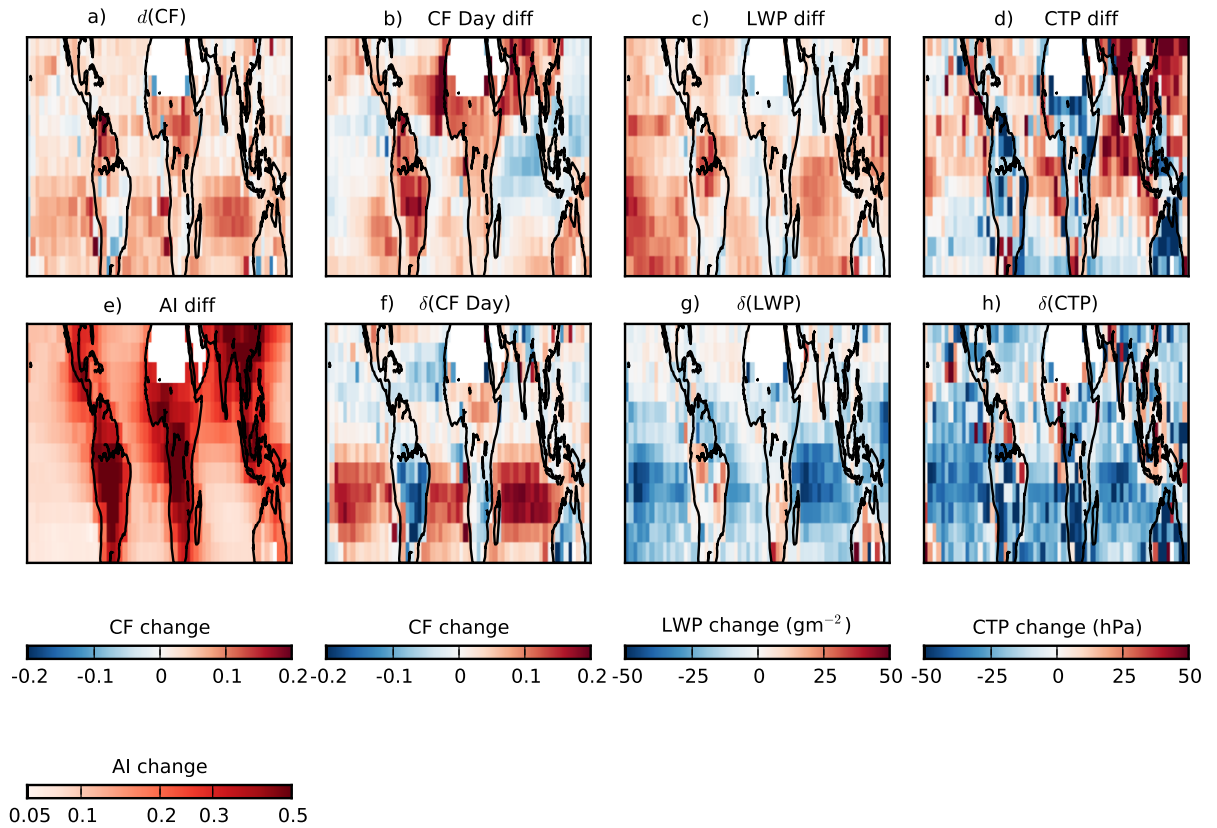 a) d(CF)
b) CF Day diff
c) LWP diff
d) CTP diff
e) AI diff
f) δ(CF Day)
g) δ(LWP)
h) δ(CTP)
CF change
-0.2 -0.1 0 0.1 0.2
CF change
-0.2 -0.1 0 0.1 0.2
LWP change (gm⁻²)
-50 -25 0 25 50
CTP change (hPa)
-50 -25 0 25 50
AI change
0.05 0.1 0.2 0.3 0.5